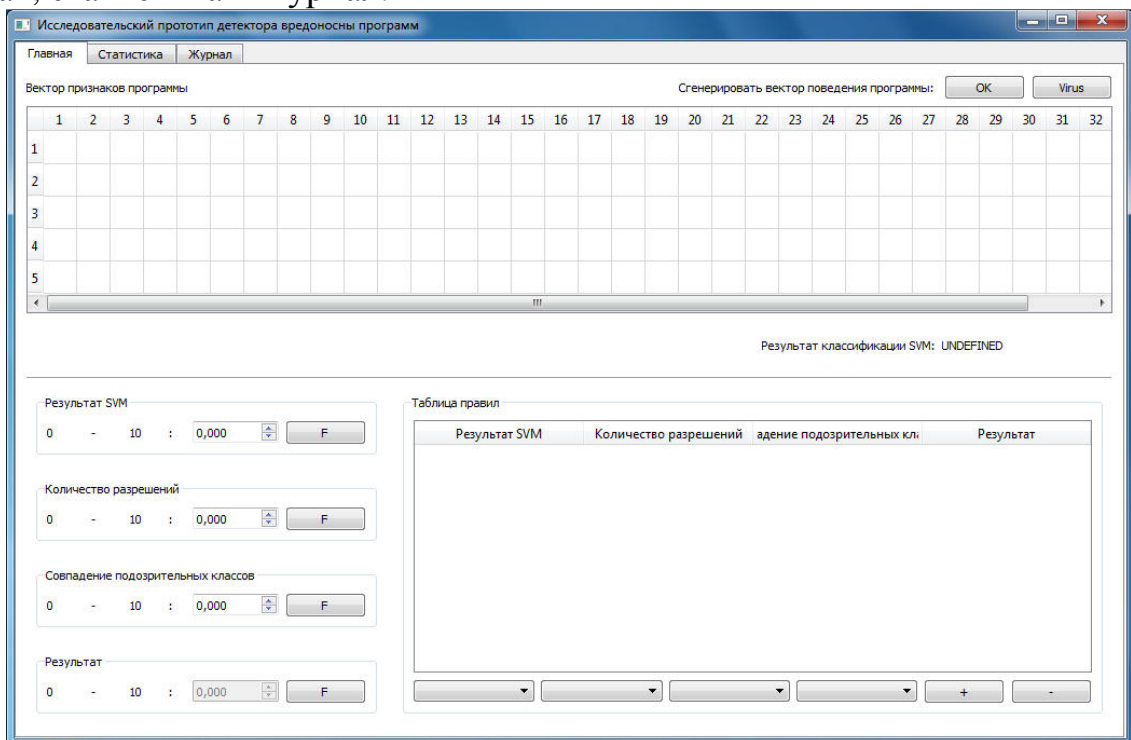 Исследовательский прототип детектора вредоносны программ
Главная Статистика Журнал
Вектор признаков программы Сгенерировать вектор поведения программы: OK Virus
1 2 3 4 5 6 7 8 9 10 11 12 13 14 15 16 17 18 19 20 21 22 23 24 25 26 27 28 29 30 31 32
1
2
3
4
5
Результат классификации SVM: UNDEFINED
Результат SVM
0 - 10 : 0,000 F
Количество разрешений
0 - 10 : 0,000 F
Совпадение подозрительных классов
0 - 10 : 0,000 F
Результат
0 - 10 : 0,000 F
Таблица правил
Результат SVM Количество разрешений адение подозрительных кла Результат
+ -